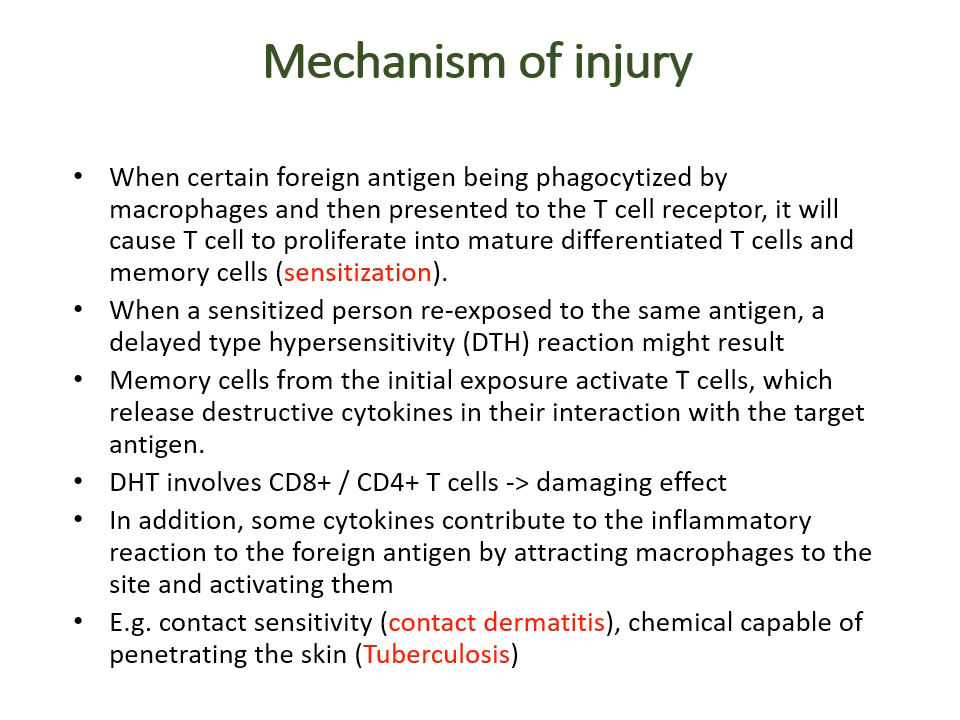 Mechanism of injury
• When certain foreign antigen being phagocytized by
macrophages and then presented to the T cell receptor, it will
cause T cell to proliferate into mature differentiated T cells and
memory cells (sensitization).
• When a sensitized person re-exposed to the same antigen, a
delayed type hypersensitivity (DTH) reaction might result
• Memory cells from the initial exposure activate T cells, which
release destructive cytokines in their interaction with the target
antigen.
• DHT involves CD8+ / CD4+ T cells -> damaging effect
• In addition, some cytokines contribute to the inflammatory
reaction to the foreign antigen by attracting macrophages to the
site and activating them
• E.g. contact sensitivity (contact dermatitis), chemical capable of
penetrating the skin (Tuberculosis)